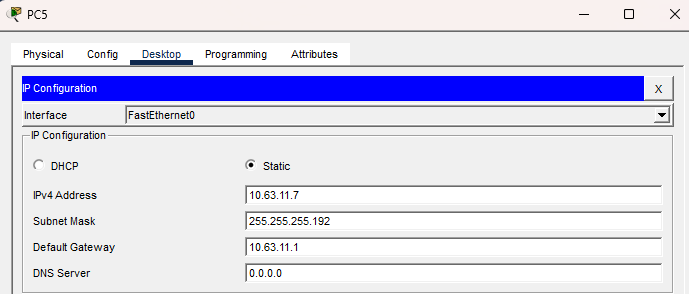 PC5
Physical Config Desktop Programming Attributes
IP Configuration X
Interface FastEthernet0
IP Configuration
DHCP Static
IPv4 Address 10.63.11.7
Subnet Mask 255.255.255.192
Default Gateway 10.63.11.1
DNS Server 0.0.0.0